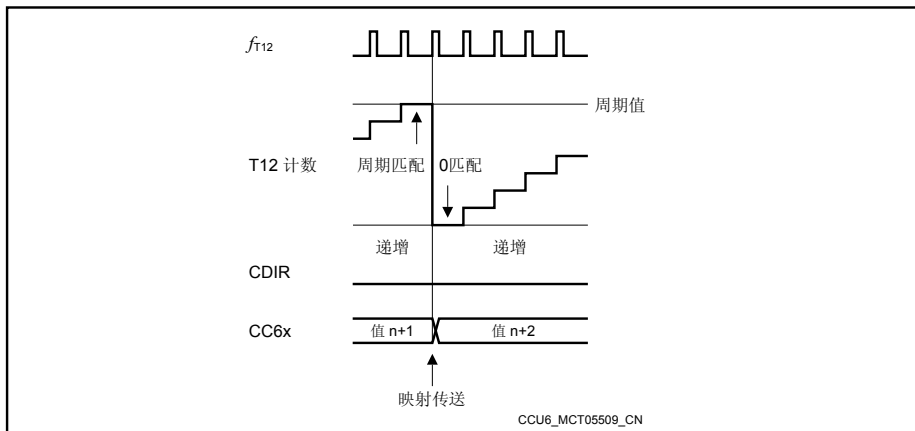 fT12
周期值
T12 计数
周期匹配
0匹配
递增
递增
CDIR
CC6x
值 n+1
值 n+2
映射传送
CCU6_MCT05509_CN